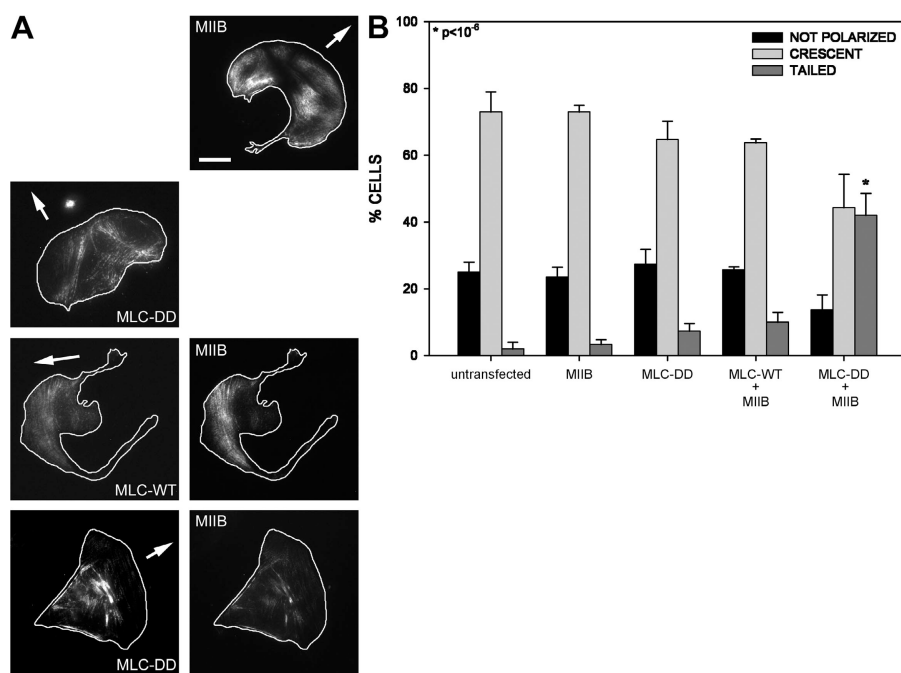 A
MIIB
MLC-DD
MLC-WT
MIIB
MLC-DD
MIIB
B
* p<10-6
NOT POLARIZED
CRESCENT
TAILED
% CELLS
100
80
60
40
20
0
*
untransfected
MIIB
MLC-DD
MLC-WT
+
MIIB
MLC-DD
+
MIIB